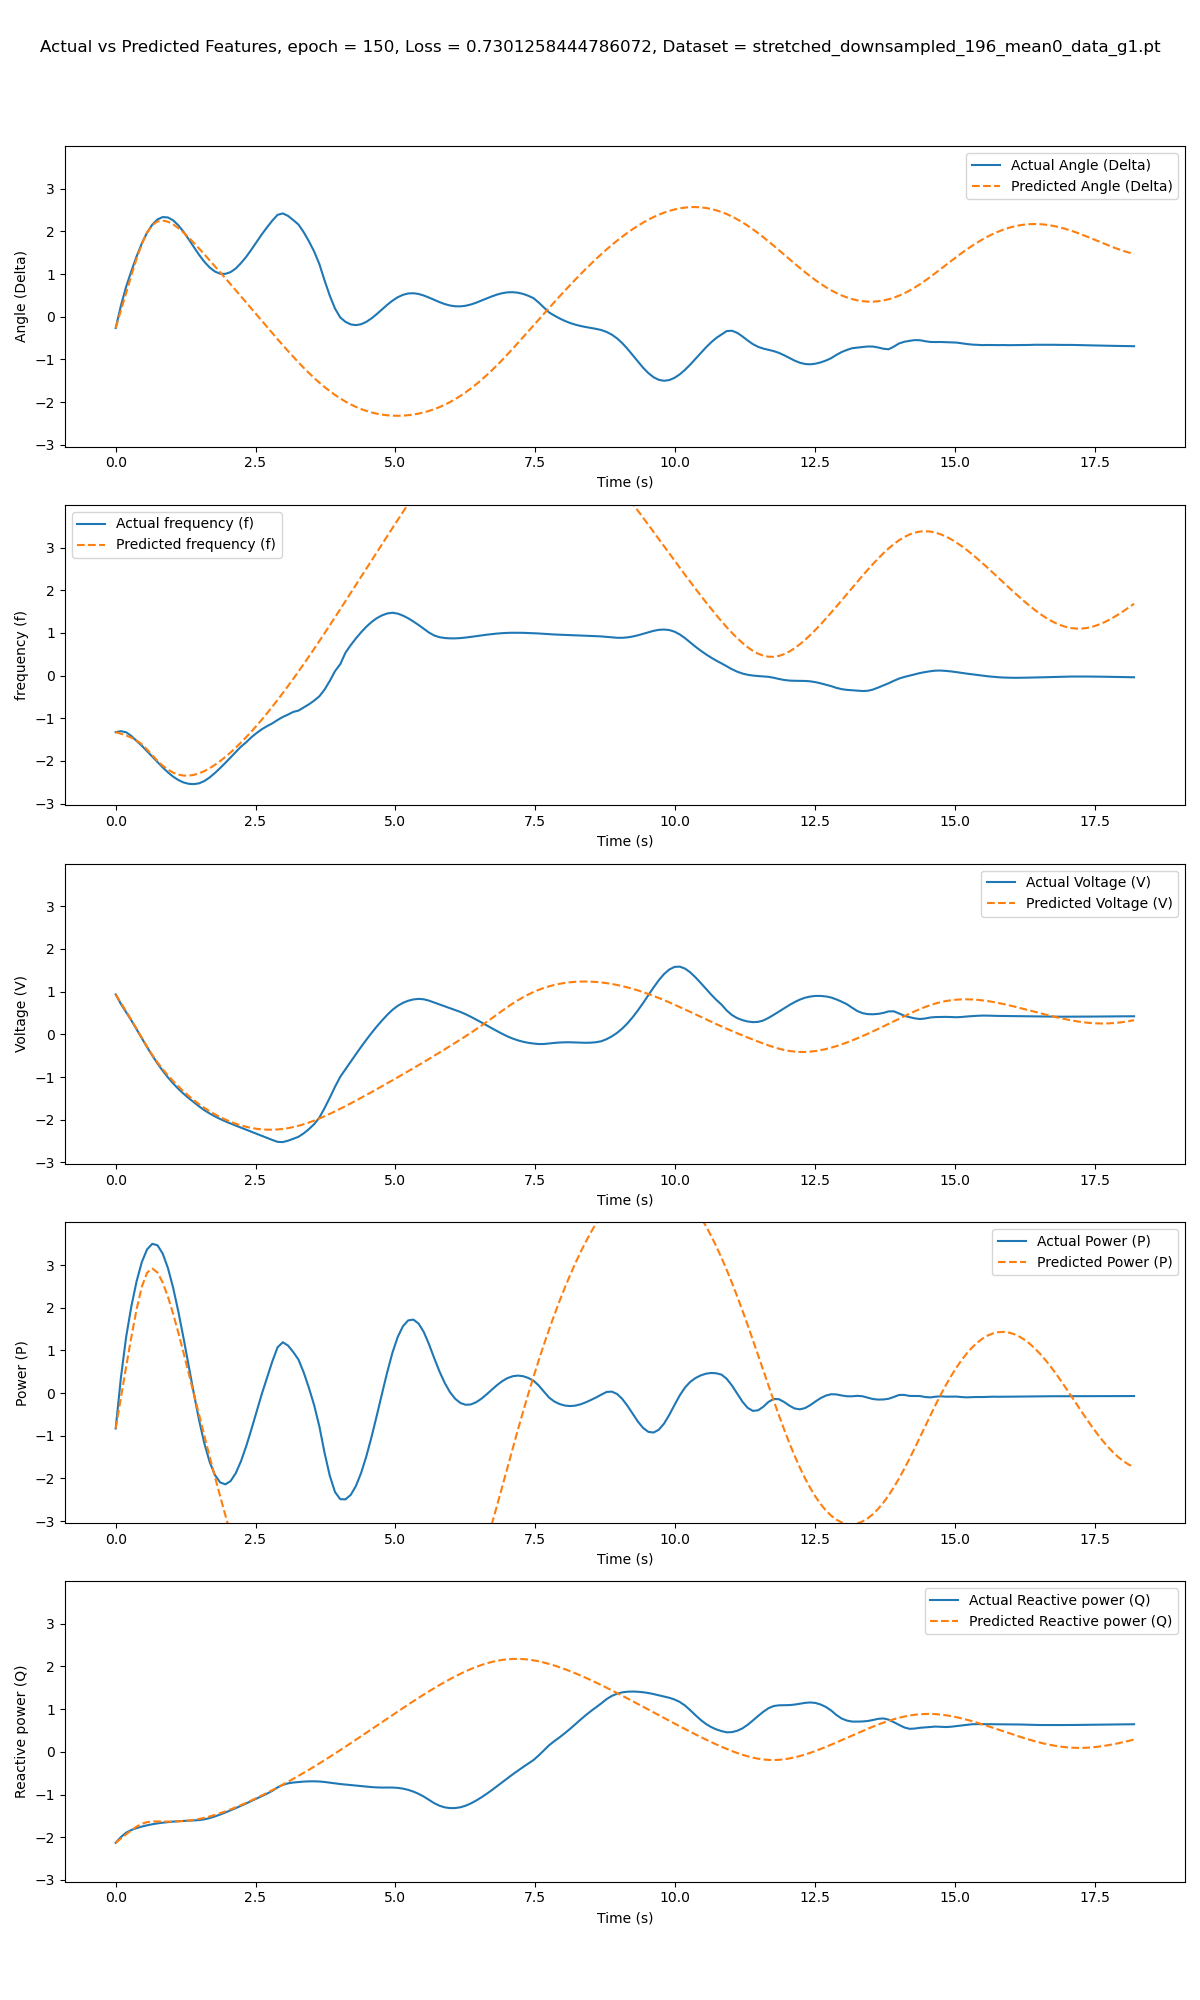 Actual vs Predicted Features, epoch = 150, Loss = 0.7301258444786072, Dataset = stretched_downsampled_196_mean0_data_g1.pt
Actual Angle (Delta)
Predicted Angle (Delta)
Angle (Delta)
3
2
1
0
−1
−2
−3
0.0 2.5 5.0 7.5 10.0 12.5 15.0 17.5
Time (s)
Actual frequency (f)
Predicted frequency (f)
frequency (f)
3
2
1
0
−1
−2
−3
0.0 2.5 5.0 7.5 10.0 12.5 15.0 17.5
Time (s)
Actual Voltage (V)
Predicted Voltage (V)
Voltage (V)
3
2
1
0
−1
−2
−3
0.0 2.5 5.0 7.5 10.0 12.5 15.0 17.5
Time (s)
Actual Power (P)
Predicted Power (P)
Power (P)
3
2
1
0
−1
−2
−3
0.0 2.5 5.0 7.5 10.0 12.5 15.0 17.5
Time (s)
Actual Reactive power (Q)
Predicted Reactive power (Q)
Reactive power (Q)
3
2
1
0
−1
−2
−3
0.0 2.5 5.0 7.5 10.0 12.5 15.0 17.5
Time (s)